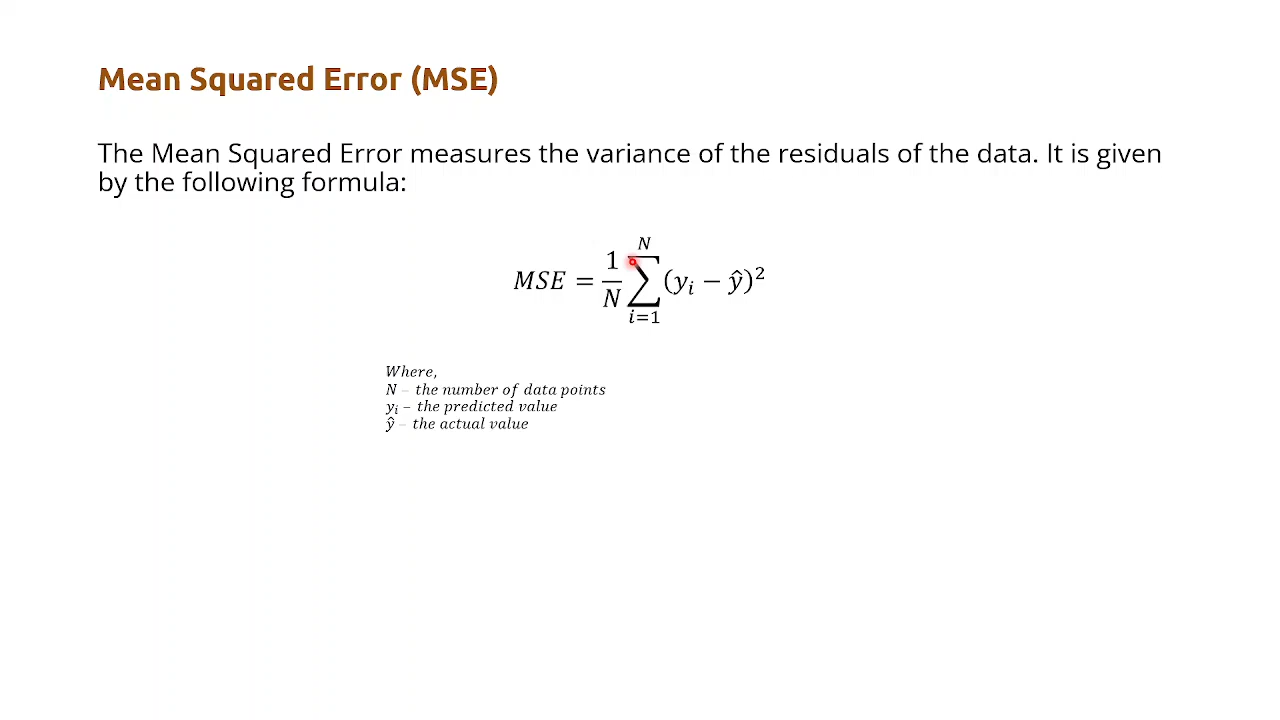 Mean Squared Error (MSE)
The Mean Squared Error measures the variance of the residuals of the data. It is given
by the following formula:
MSE = \frac{1}{N} \sum_{i=1}^{N} (y_i − ŷ)^2
Where,
N – the number of data points
y_i – the predicted value
ŷ – the actual value